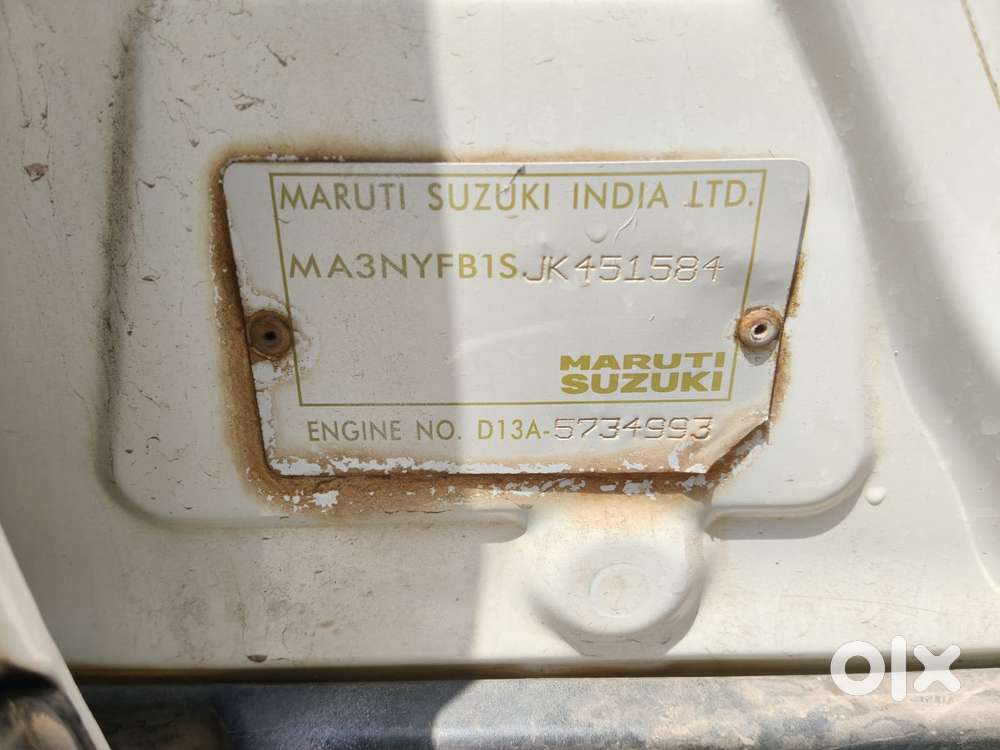 MARUTI SUZUKI INDIA LTD.
MA3NYFB1SJK451584
MARUTI
SUZUKI
ENGINE NO. D13A-5734993
olx